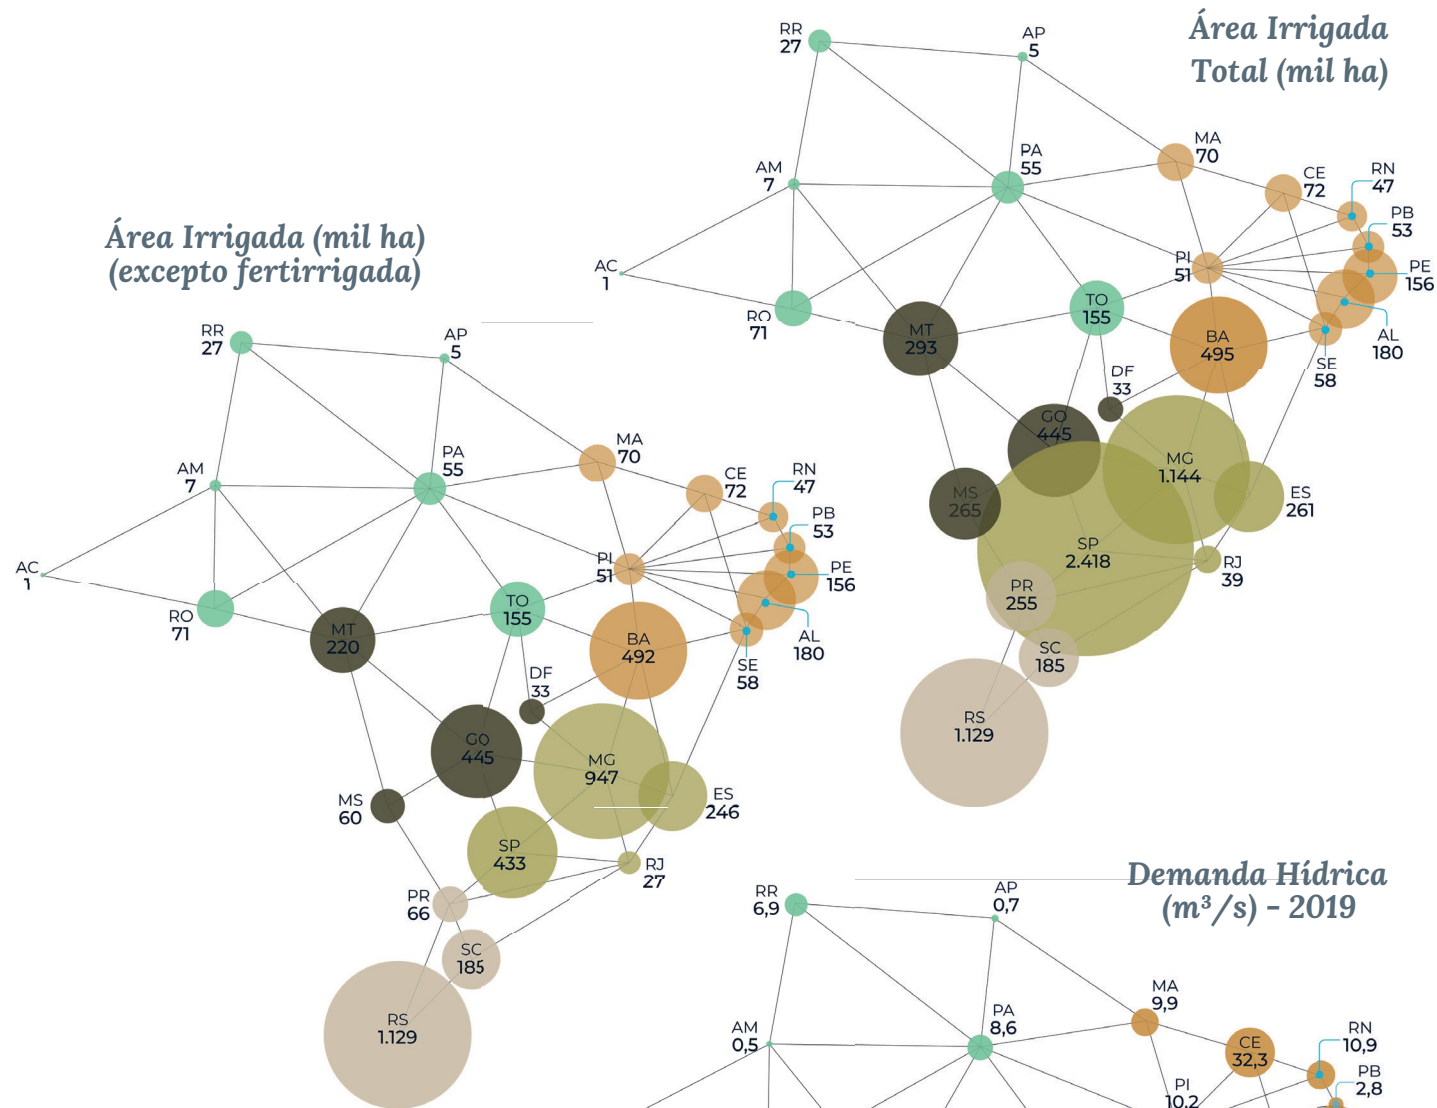 Área Irrigada (mil ha)
(excepto fertirrigada)
RR
27
AP
5
AM
7
PA
55
MA
70
CE
72
RN
47
PB
53
PE
156
AC
1
PI
51
RO
71
MT
220
TO
155
AL
180
SE
58
BA
492
DF
33
GO
445
MG
947
ES
246
MS
60
SP
433
RJ
27
PR
66
SC
185
RS
1.129
Área Irrigada
Total (mil ha)
RR
27
AP
5
AM
7
PA
55
MA
70
CE
72
RN
47
PB
53
PE
156
AC
1
PI
51
RO
71
MT
293
TO
155
AL
180
SE
58
BA
495
DF
33
GO
445
MG
1.144
ES
261
MS
265
SP
2.418
RJ
39
PR
255
SC
185
RS
1.129
Demanda Hídrica
(m³/s) - 2019
RR
6,9
AP
0,7
AM
0,5
PA
8,6
MA
9,9
CE
32,3
RN
10,9
PB
2,8
PI
10,2